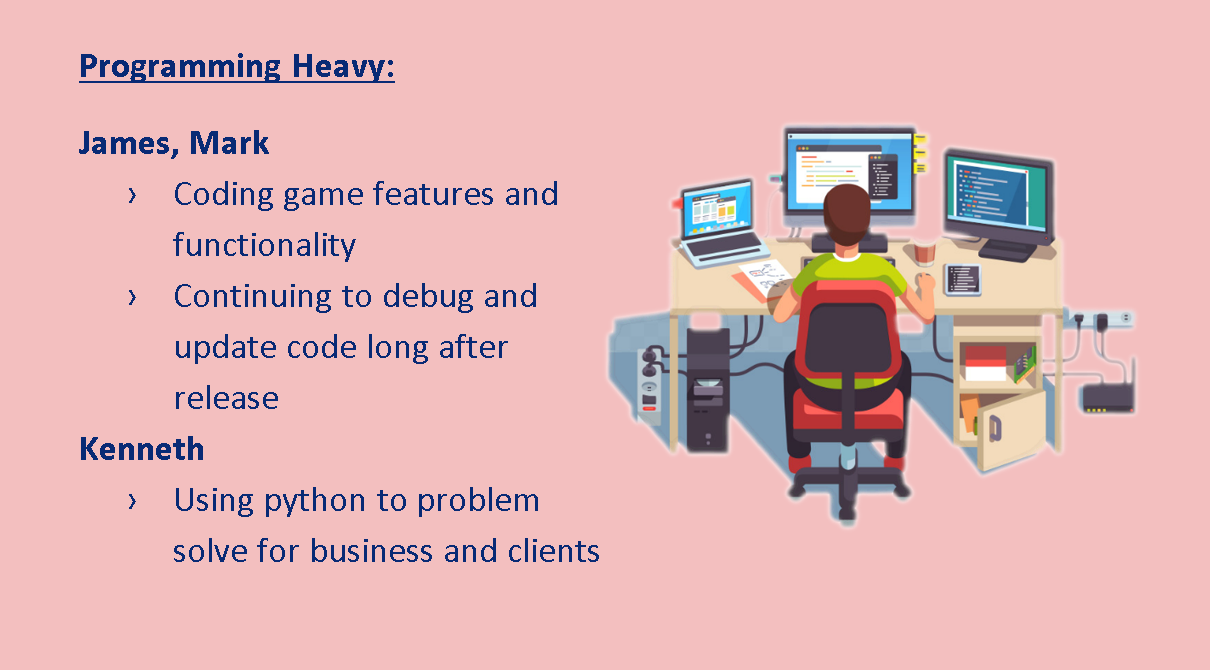 Programming Heavy:
James, Mark
› Coding game features and
functionality
› Continuing to debug and
update code long after
release
Kenneth
› Using python to problem
solve for business and clients